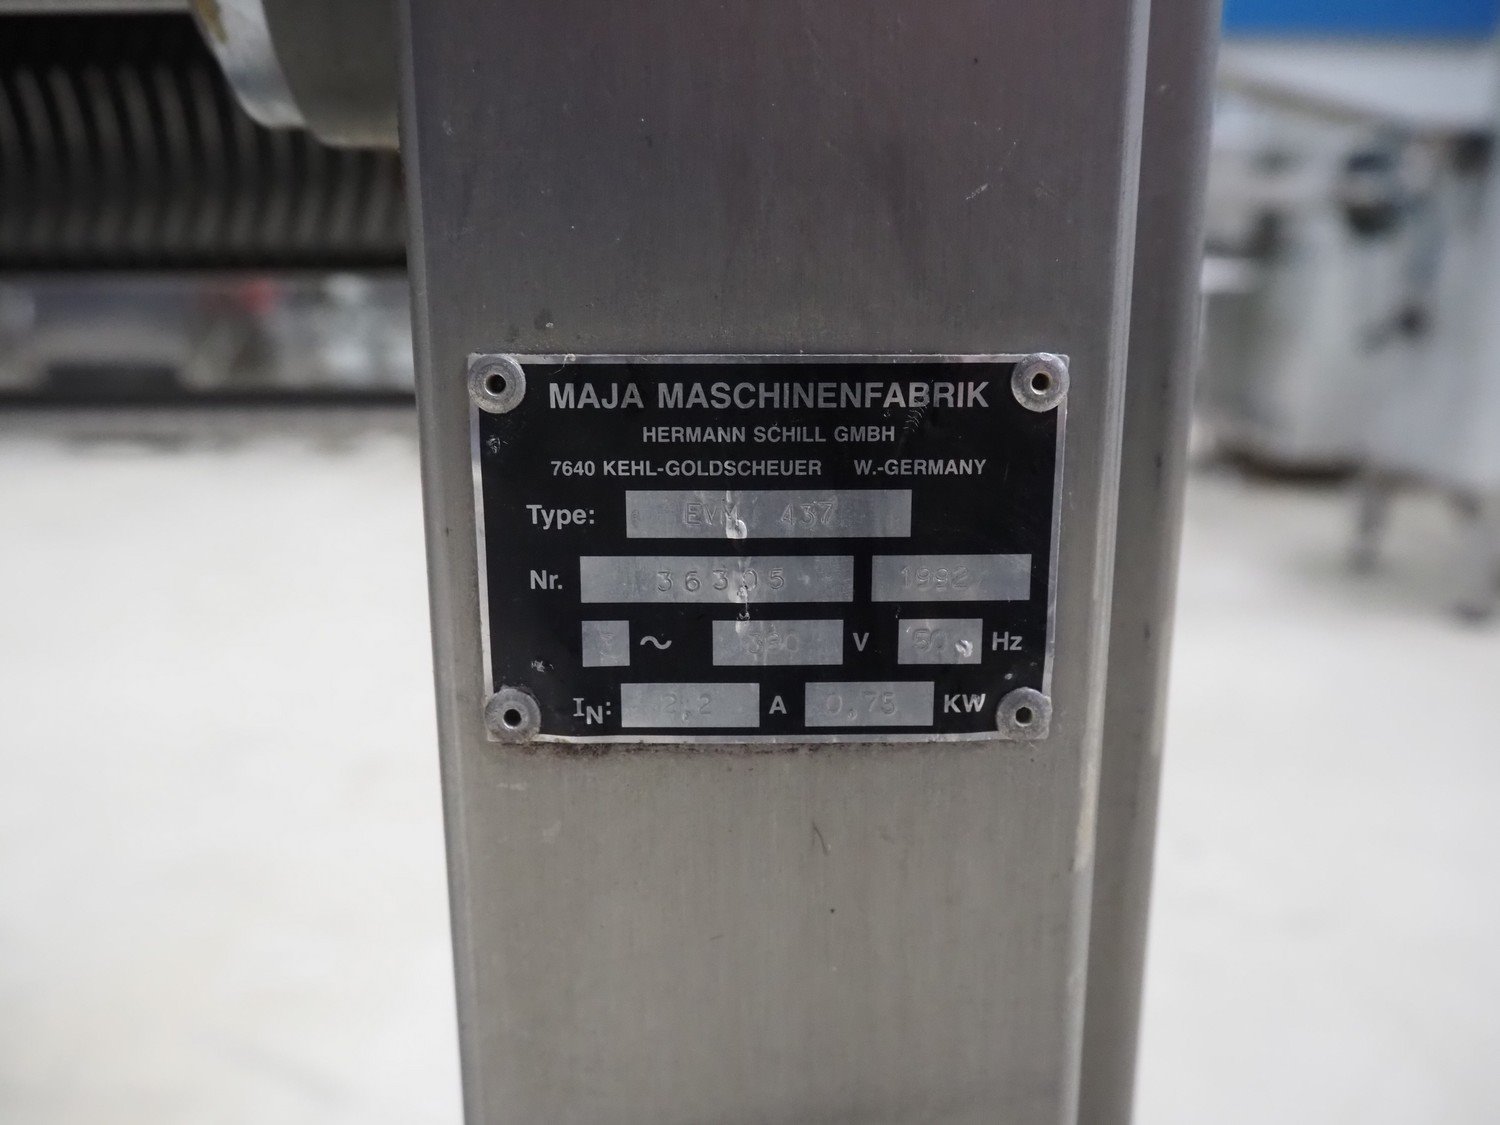 MAJA MASCHINENFABRIK
HERMANN SCHILL GMBH
7640 KEHL-GOLDSCHEUER W.-GERMANY
Type: EVM 437
Nr. 36305 1992
3 ~ 380 V 50 Hz
IN: 2,2 A 0,75 KW